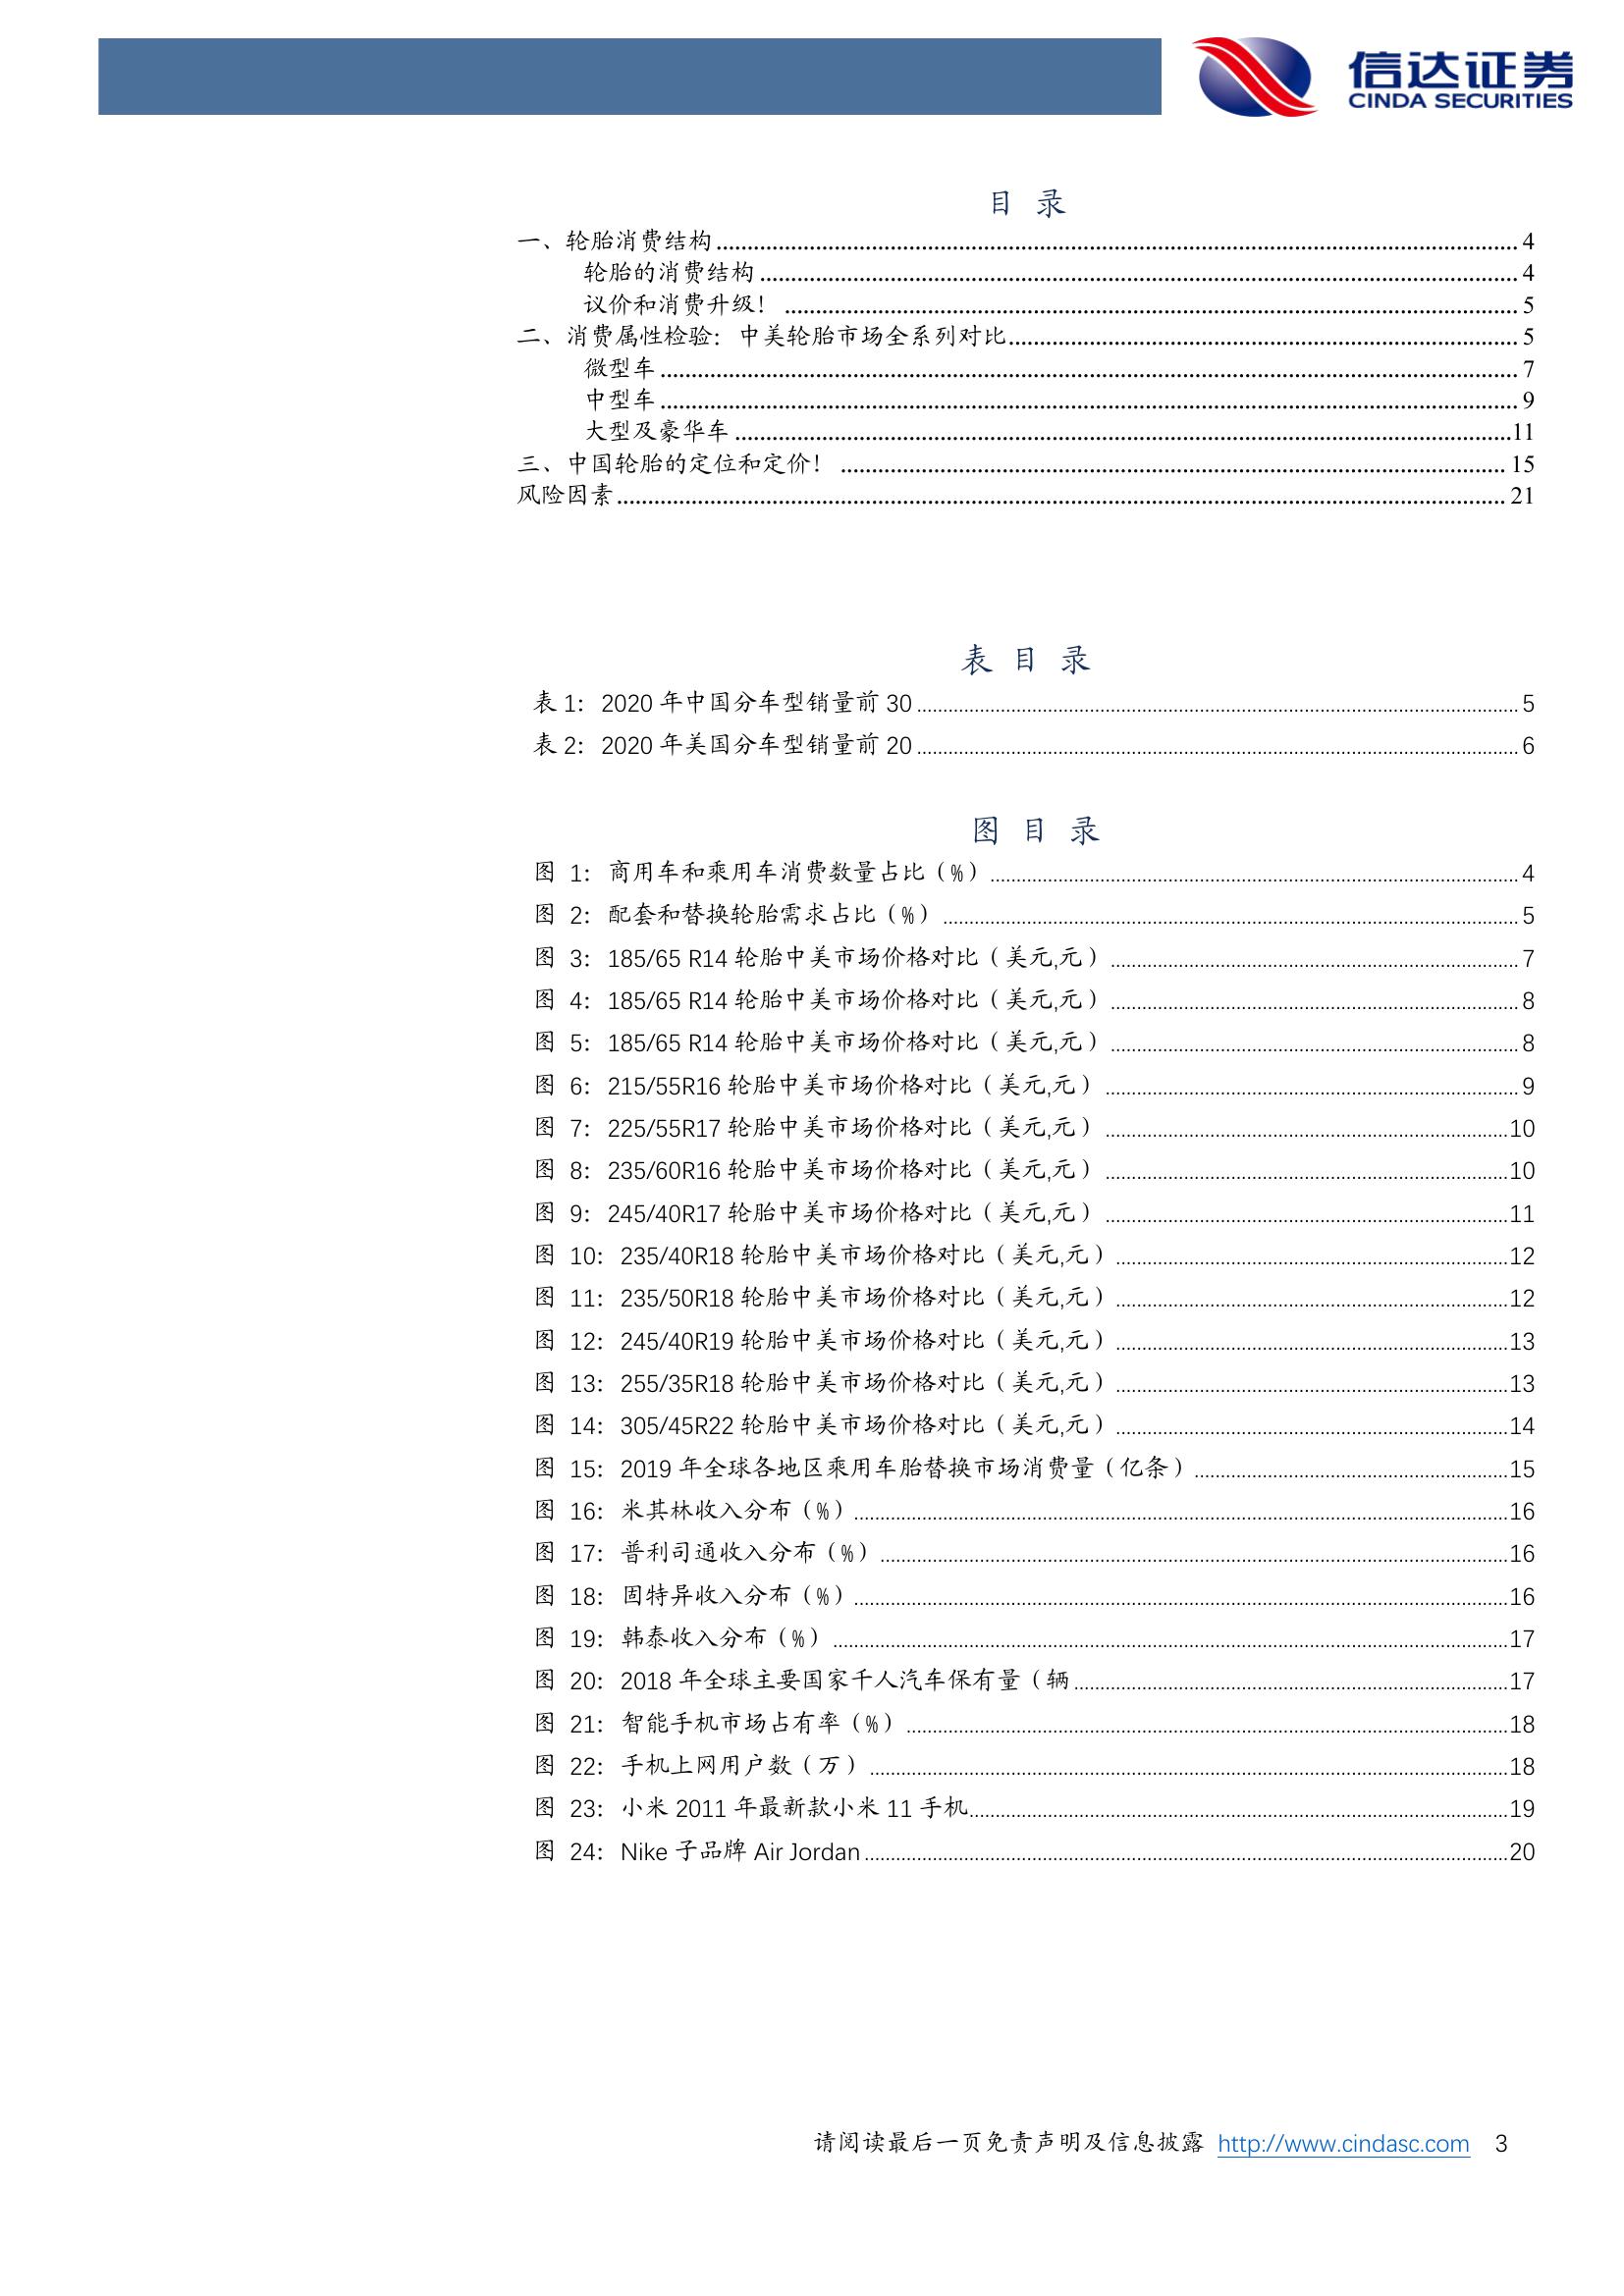 信达证券
CINDA SECURITIES
目 录
一、轮胎消费结构 4
轮胎的消费结构 4
议价和消费升级！ 5
二、消费属性检验：中美轮胎市场全系列对比 5
微型车 7
中型车 9
大型及豪华车 11
三、中国轮胎的定位和定价！ 15
风险因素 21
表 目 录
表 1：2020 年中国分车型销量前 30 5
表 2：2020 年美国分车型销量前 20 6
图 目 录
图 1：商用车和乘用车消费数量占比（%） 4
图 2：配套和替换轮胎需求占比（%） 5
图 3：185/65 R14 轮胎中美市场价格对比（美元,元） 7
图 4：185/65 R14 轮胎中美市场价格对比（美元,元） 8
图 5：185/65 R14 轮胎中美市场价格对比（美元,元） 8
图 6：215/55R16 轮胎中美市场价格对比（美元,元） 9
图 7：225/55R17 轮胎中美市场价格对比（美元,元） 10
图 8：235/60R16 轮胎中美市场价格对比（美元,元） 10
图 9：245/40R17 轮胎中美市场价格对比（美元,元） 11
图 10：235/40R18 轮胎中美市场价格对比（美元,元） 12
图 11：235/50R18 轮胎中美市场价格对比（美元,元） 12
图 12：245/40R19 轮胎中美市场价格对比（美元,元） 13
图 13：255/35R18 轮胎中美市场价格对比（美元,元） 13
图 14：305/45R22 轮胎中美市场价格对比（美元,元） 14
图 15：2019 年全球各地区乘用车胎替换市场消费量（亿条） 15
图 16：米其林收入分布（%） 16
图 17：普利司通收入分布（%） 16
图 18：固特异收入分布（%） 16
图 19：韩泰收入分布（%） 17
图 20：2018 年全球主要国家千人汽车保有量（辆 17
图 21：智能手机市场占有率（%） 18
图 22：手机上网用户数（万） 18
图 23：小米 2011 年最新款小米 11 手机 19
图 24：Nike 子品牌 Air Jordan 20
请阅读最后一页免责声明及信息披露 http://www.cindasc.com 3